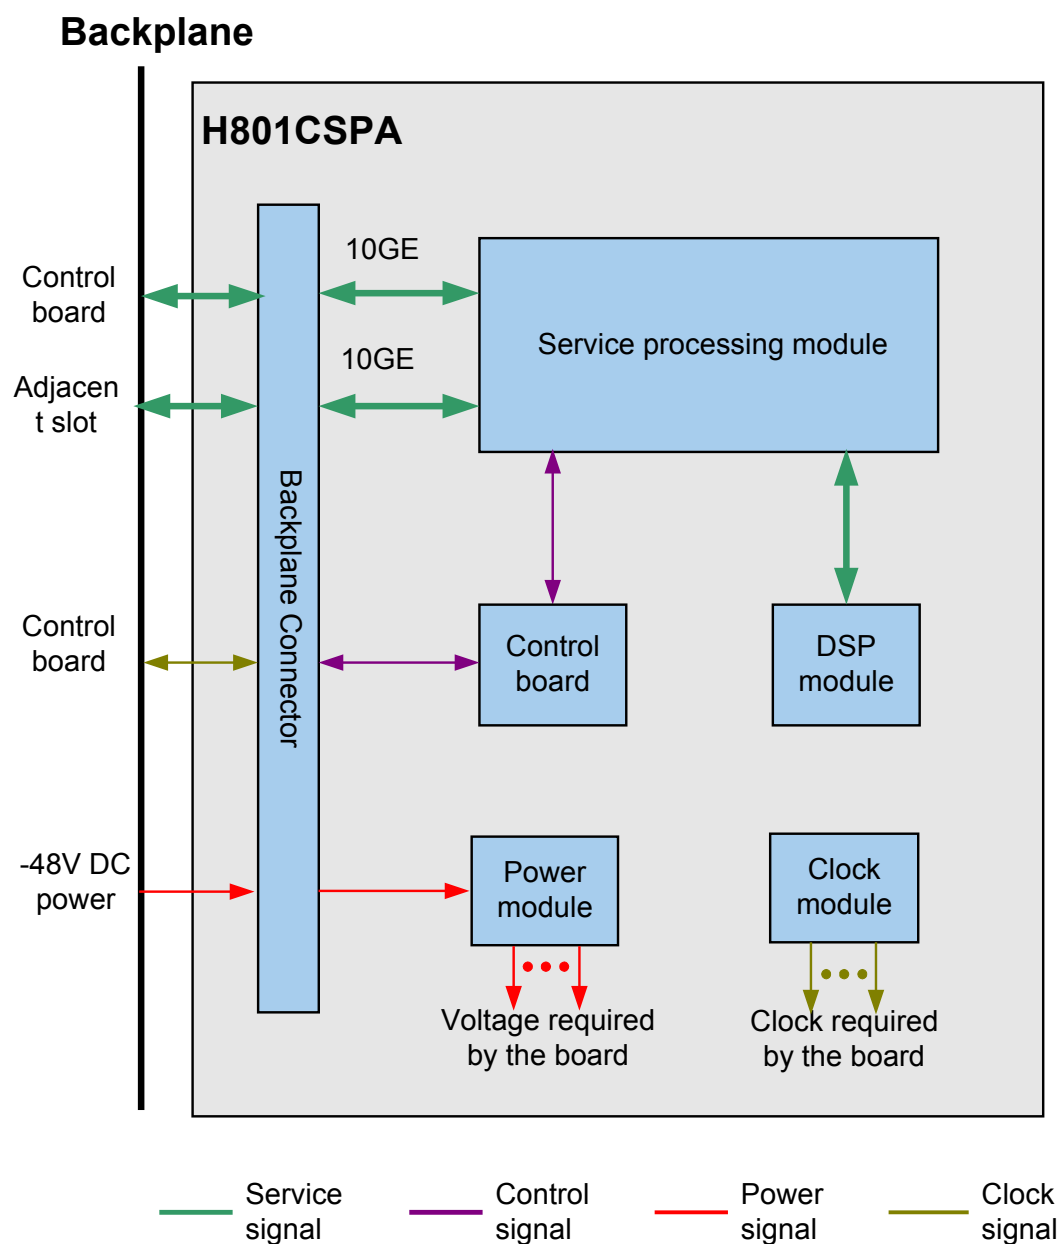 Backplane
H801CSPA
10GE
Control
board
Service processing module
10GE
Adjacen
t slot
Backplane Connector
Control
board
Control
board
DSP
module
-48V DC
power
Power
module
Clock
module
Voltage required
by the board
Clock required
by the board
Service
signal
Control
signal
Power
signal
Clock
signal